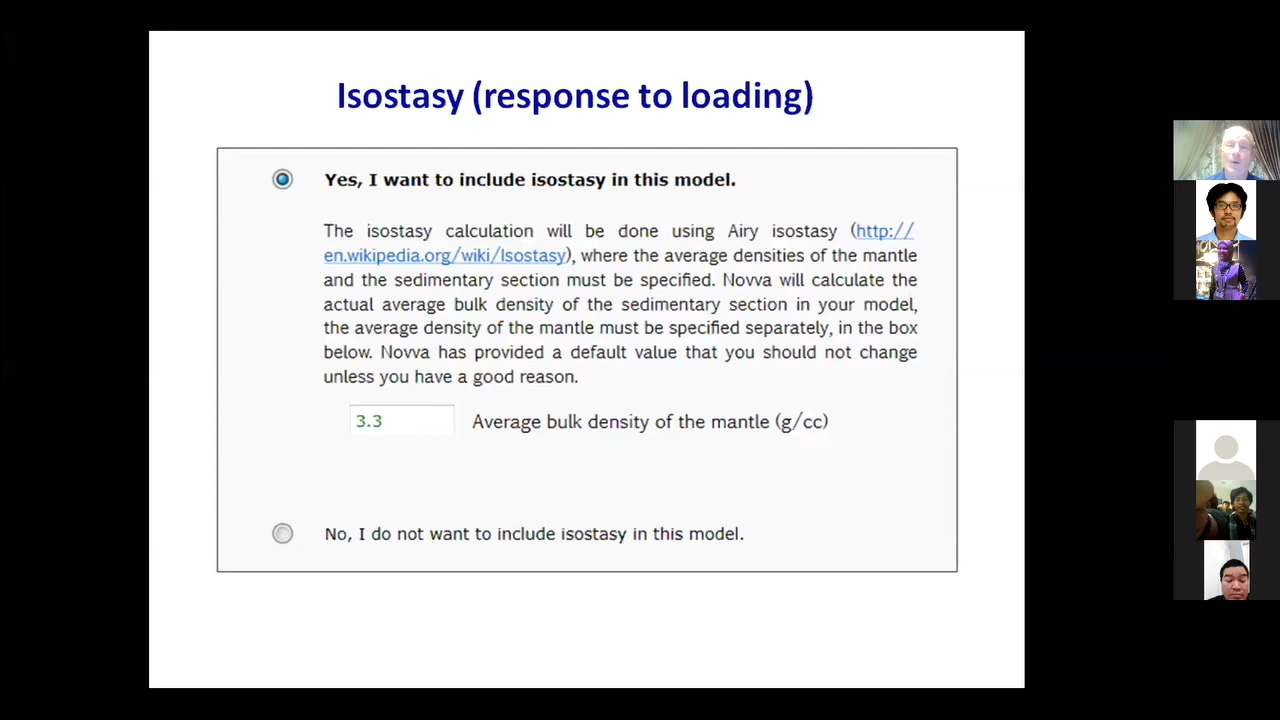 Isostasy (response to loading)
Yes, I want to include isostasy in this model.
The isostasy calculation will be done using Airy isostasy (http://
en.wikipedia.org/wiki/Isostasy), where the average densities of the mantle
and the sedimentary section must be specified. Novva will calculate the
actual average bulk density of the sedimentary section in your model,
the average density of the mantle must be specified separately, in the box
below. Novva has provided a default value that you should not change
unless you have a good reason.
3.3 Average bulk density of the mantle (g/cc)
No, I do not want to include isostasy in this model.